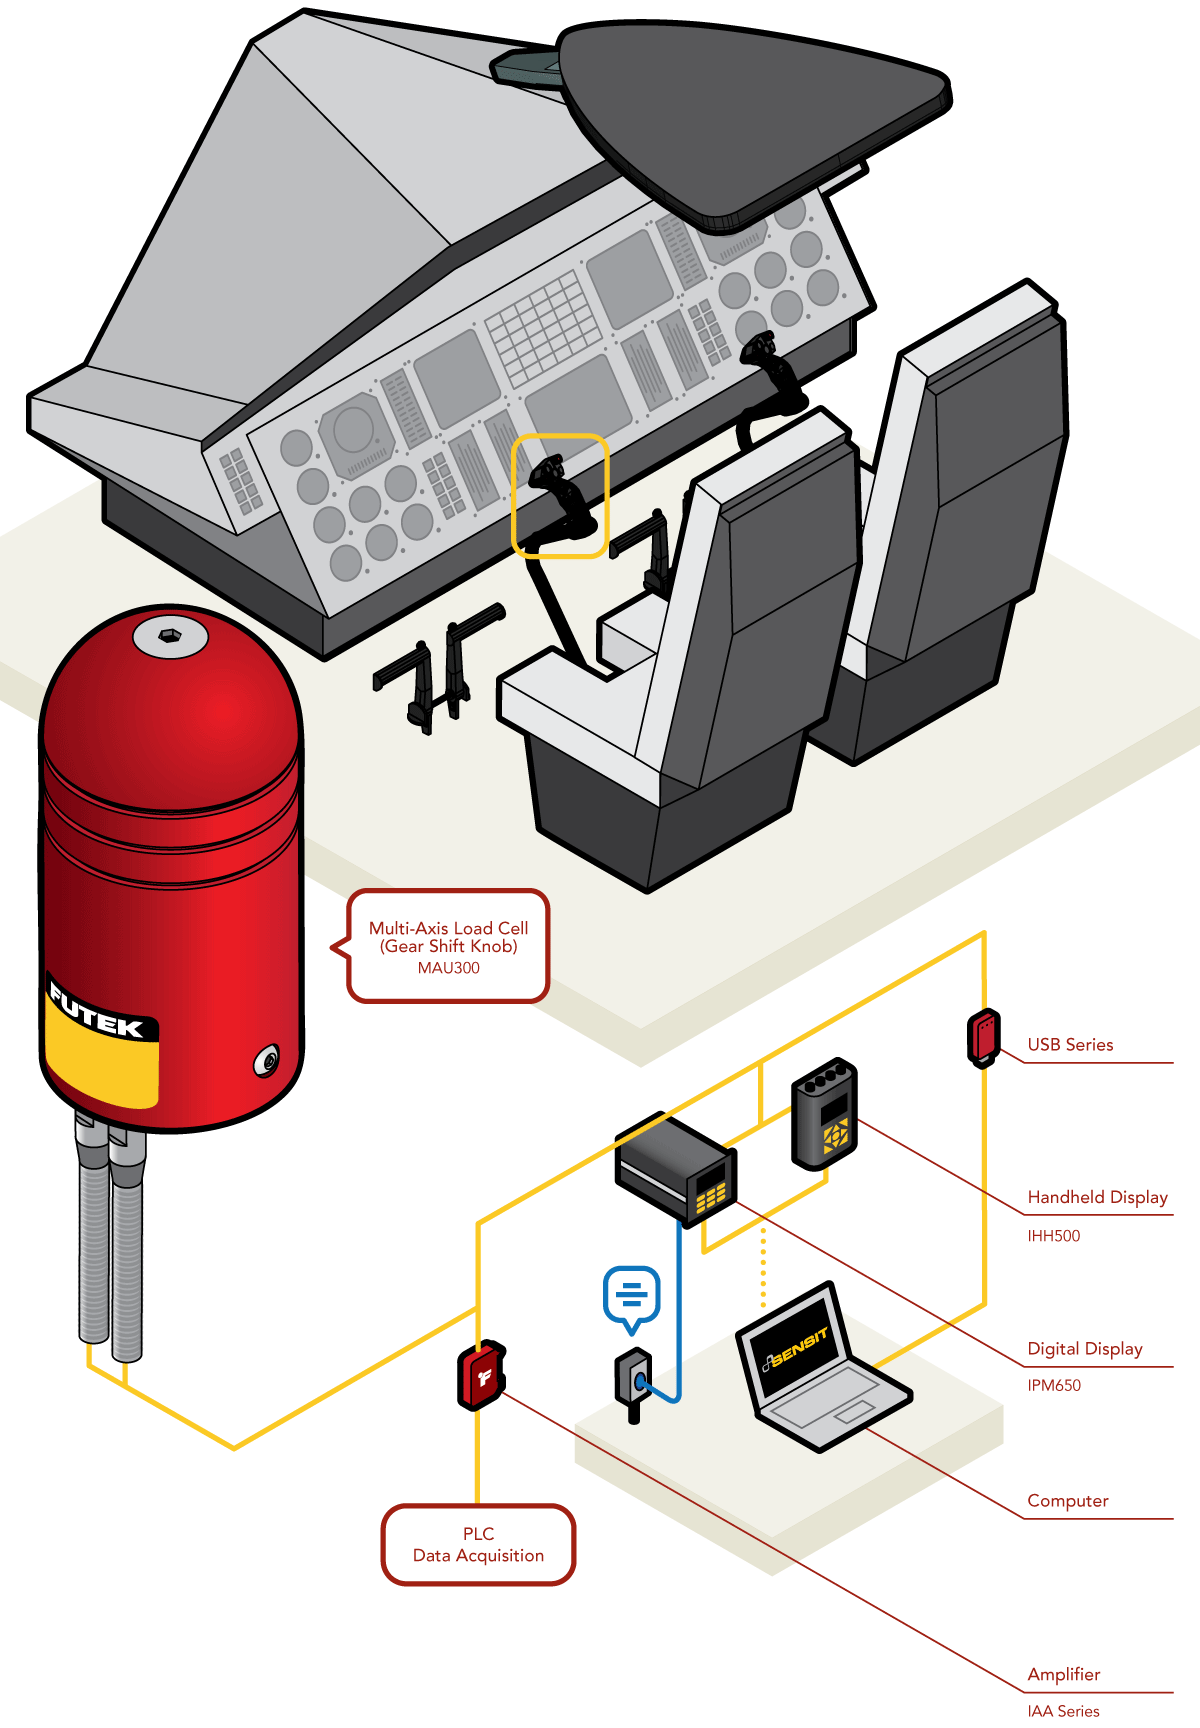 FUTEK
Multi-Axis Load Cell
(Gear Shift Knob)
MAU300
USB Series
Handheld Display
IHH500
Digital Display
IPM650
SENSIT
Computer
PLC
Data Acquisition
Amplifier
IAA Series